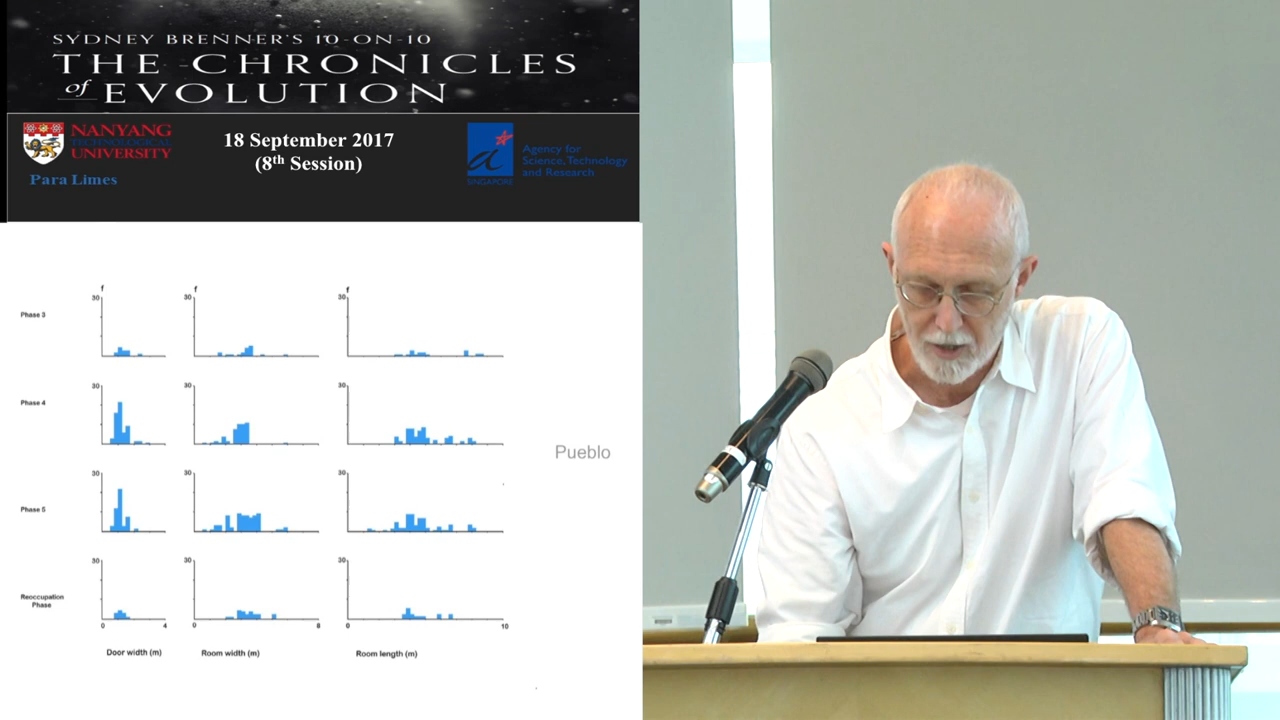 SYDNEY BRENNER'S 10-ON-10
THE CHRONICLES
of EVOLUTION
NANYANG
TECHNOLOGICAL
UNIVERSITY
Para Limes
18 September 2017
(8th Session)
SINGAPORE
Agency for
Science, Technology
and Research
f f f
Phase 3 30 30 30
Phase 4 30 30 30
Phase 5 30 30 30
Pueblo
30 30 30
Reoccupation
Phase
0 4 0 8 0 10
Door width (m) Room width (m) Room length (m)